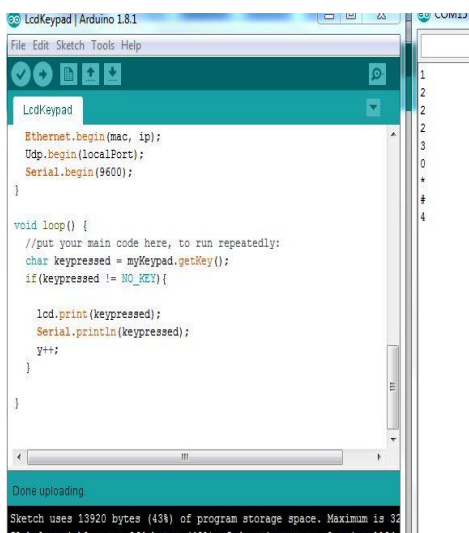 LcdKeypad | Arduino 1.8.1
File Edit Sketch Tools Help
LcdKeypad
Ethernet.begin(mac, ip);
Udp.begin(localPort);
Serial.begin(9600);
}
void loop() {
//put your main code here, to run repeatedly:
char keypressed = myKeypad.getKey();
if(keypressed != NO_KEY){
lcd.print(keypressed);
Serial.println(keypressed);
y++;
}
}
Done uploading.
Sketch uses 13920 bytes (43%) of program storage space. Maximum is 32
COM15
1
2
2
2
3
0
*
#
4